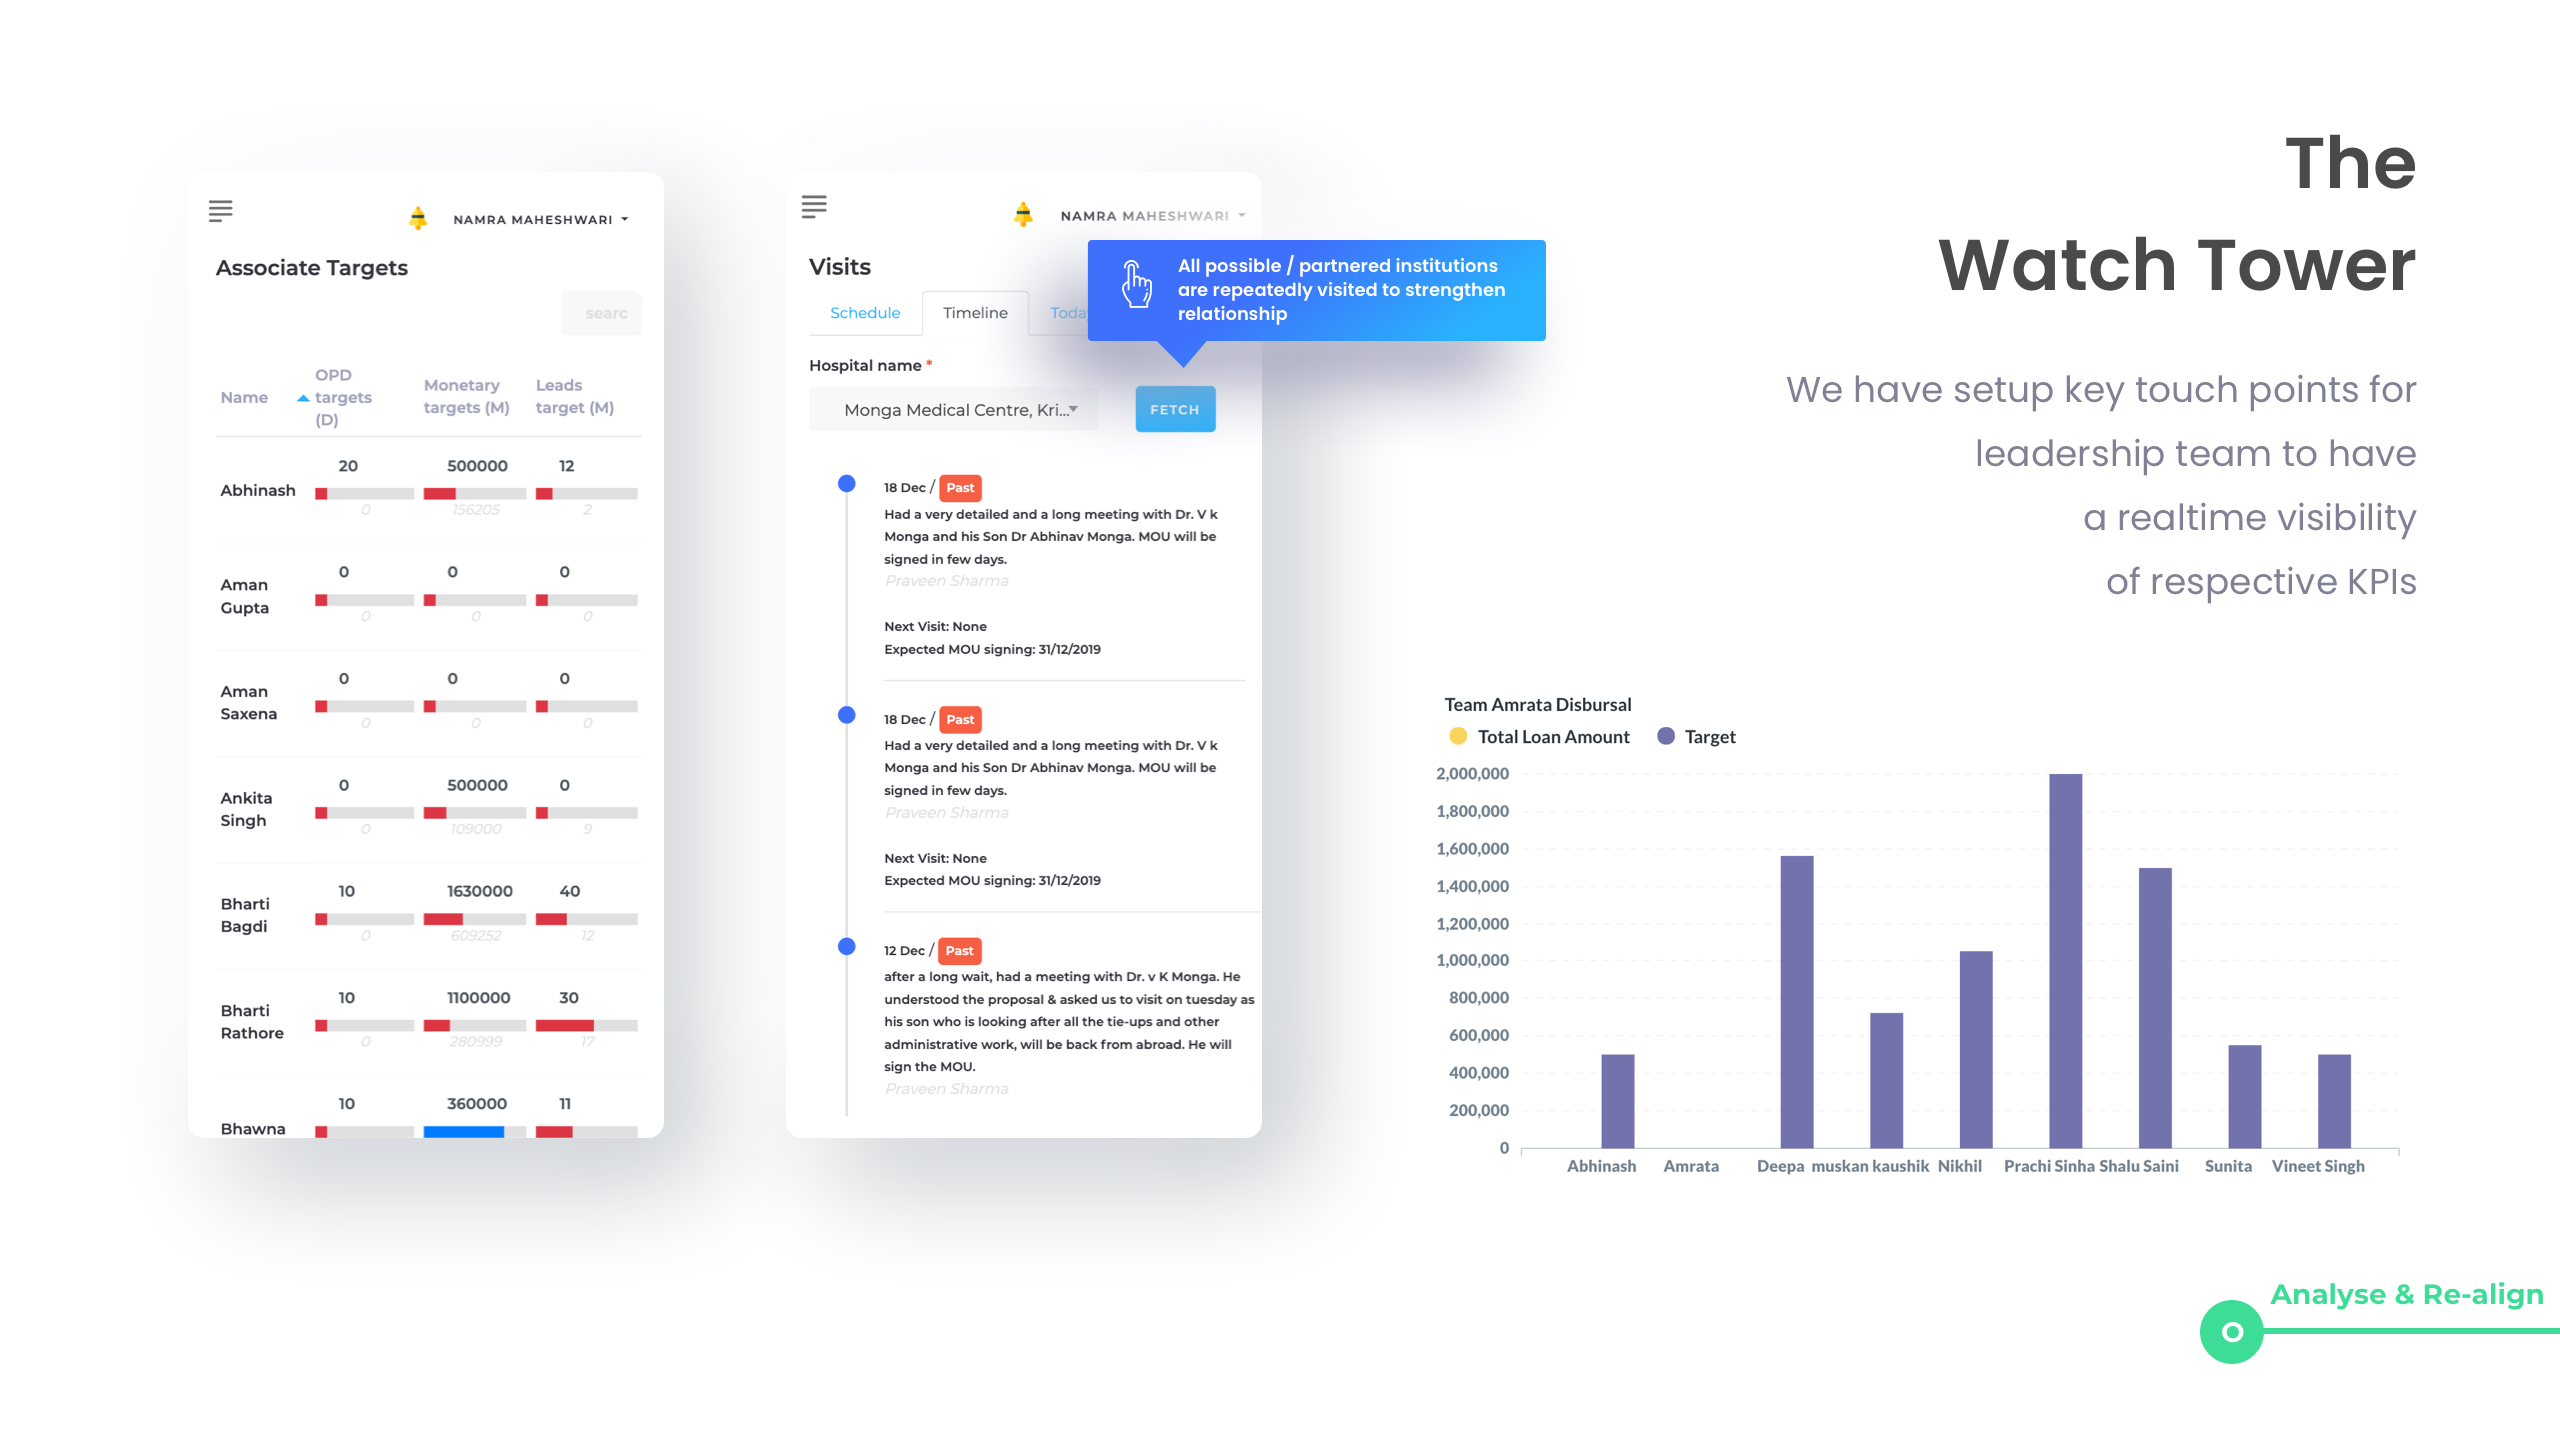 The
Watch Tower
We have setup key touch points for
leadership team to have
a realtime visibility
of respective KPIs
NAMRA MAHESHWARI
Associate Targets
searc
Name
OPD
targets
(D)
Monetary
targets (M)
Leads
target (M)
Abhinash
20 500000 12
0 156205 2
Aman
Gupta
0 0 0
0 0 0
Aman
Saxena
0 0 0
0 0 0
Ankita
Singh
0 500000 0
0 109000 9
Bharti
Bagdi
10 1630000 40
0 609252 12
Bharti
Rathore
10 1100000 30
0 280999 17
Bhawna
10 360000 11
NAMRA MAHESHWARI
Visits
Schedule Timeline Toda
All possible / partnered institutions
are repeatedly visited to strengthen
relationship
Hospital name *
Monga Medical Centre, Kri...
FETCH
18 Dec / Past
Had a very detailed and a long meeting with Dr. V k
Monga and his Son Dr Abhinav Monga. MOU will be
signed in few days.
Praveen Sharma
Next Visit: None
Expected MOU signing: 31/12/2019
18 Dec / Past
Had a very detailed and a long meeting with Dr. V k
Monga and his Son Dr Abhinav Monga. MOU will be
signed in few days.
Praveen Sharma
Next Visit: None
Expected MOU signing: 31/12/2019
12 Dec / Past
after a long wait, had a meeting with Dr. v K Monga. He
understood the proposal & asked us to visit on tuesday as
his son who is looking after all the tie-ups and other
administrative work, will be back from abroad. He will
sign the MOU.
Praveen Sharma
Team Amrata Disbursal
Total Loan Amount Target
2,000,000
1,800,000
1,600,000
1,400,000
1,200,000
1,000,000
800,000
600,000
400,000
200,000
0
Abhinash Amrata Deepa muskan kaushik Nikhil Prachi Sinha Shalu Saini Sunita Vineet Singh
Analyse & Re-align